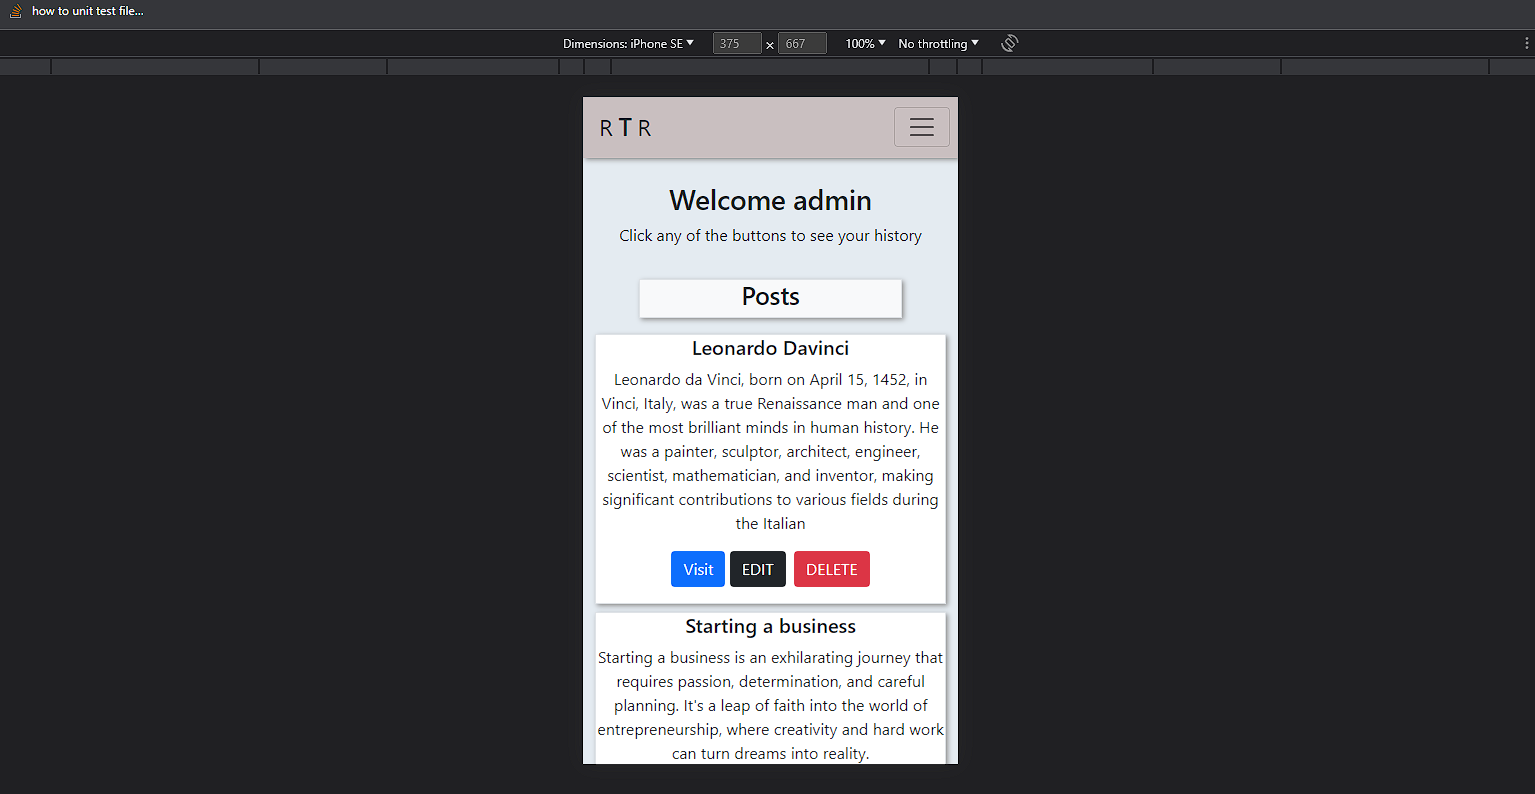 how to unit test file...
Dimensions: iPhone SE 375 × 667 100% No throttling
R T R
Welcome admin
Click any of the buttons to see your history
Posts
Leonardo Davinci
Leonardo da Vinci, born on April 15, 1452, in
Vinci, Italy, was a true Renaissance man and one
of the most brilliant minds in human history. He
was a painter, sculptor, architect, engineer,
scientist, mathematician, and inventor, making
significant contributions to various fields during
the Italian
Visit EDIT DELETE
Starting a business
Starting a business is an exhilarating journey that
requires passion, determination, and careful
planning. It's a leap of faith into the world of
entrepreneurship, where creativity and hard work
can turn dreams into reality.